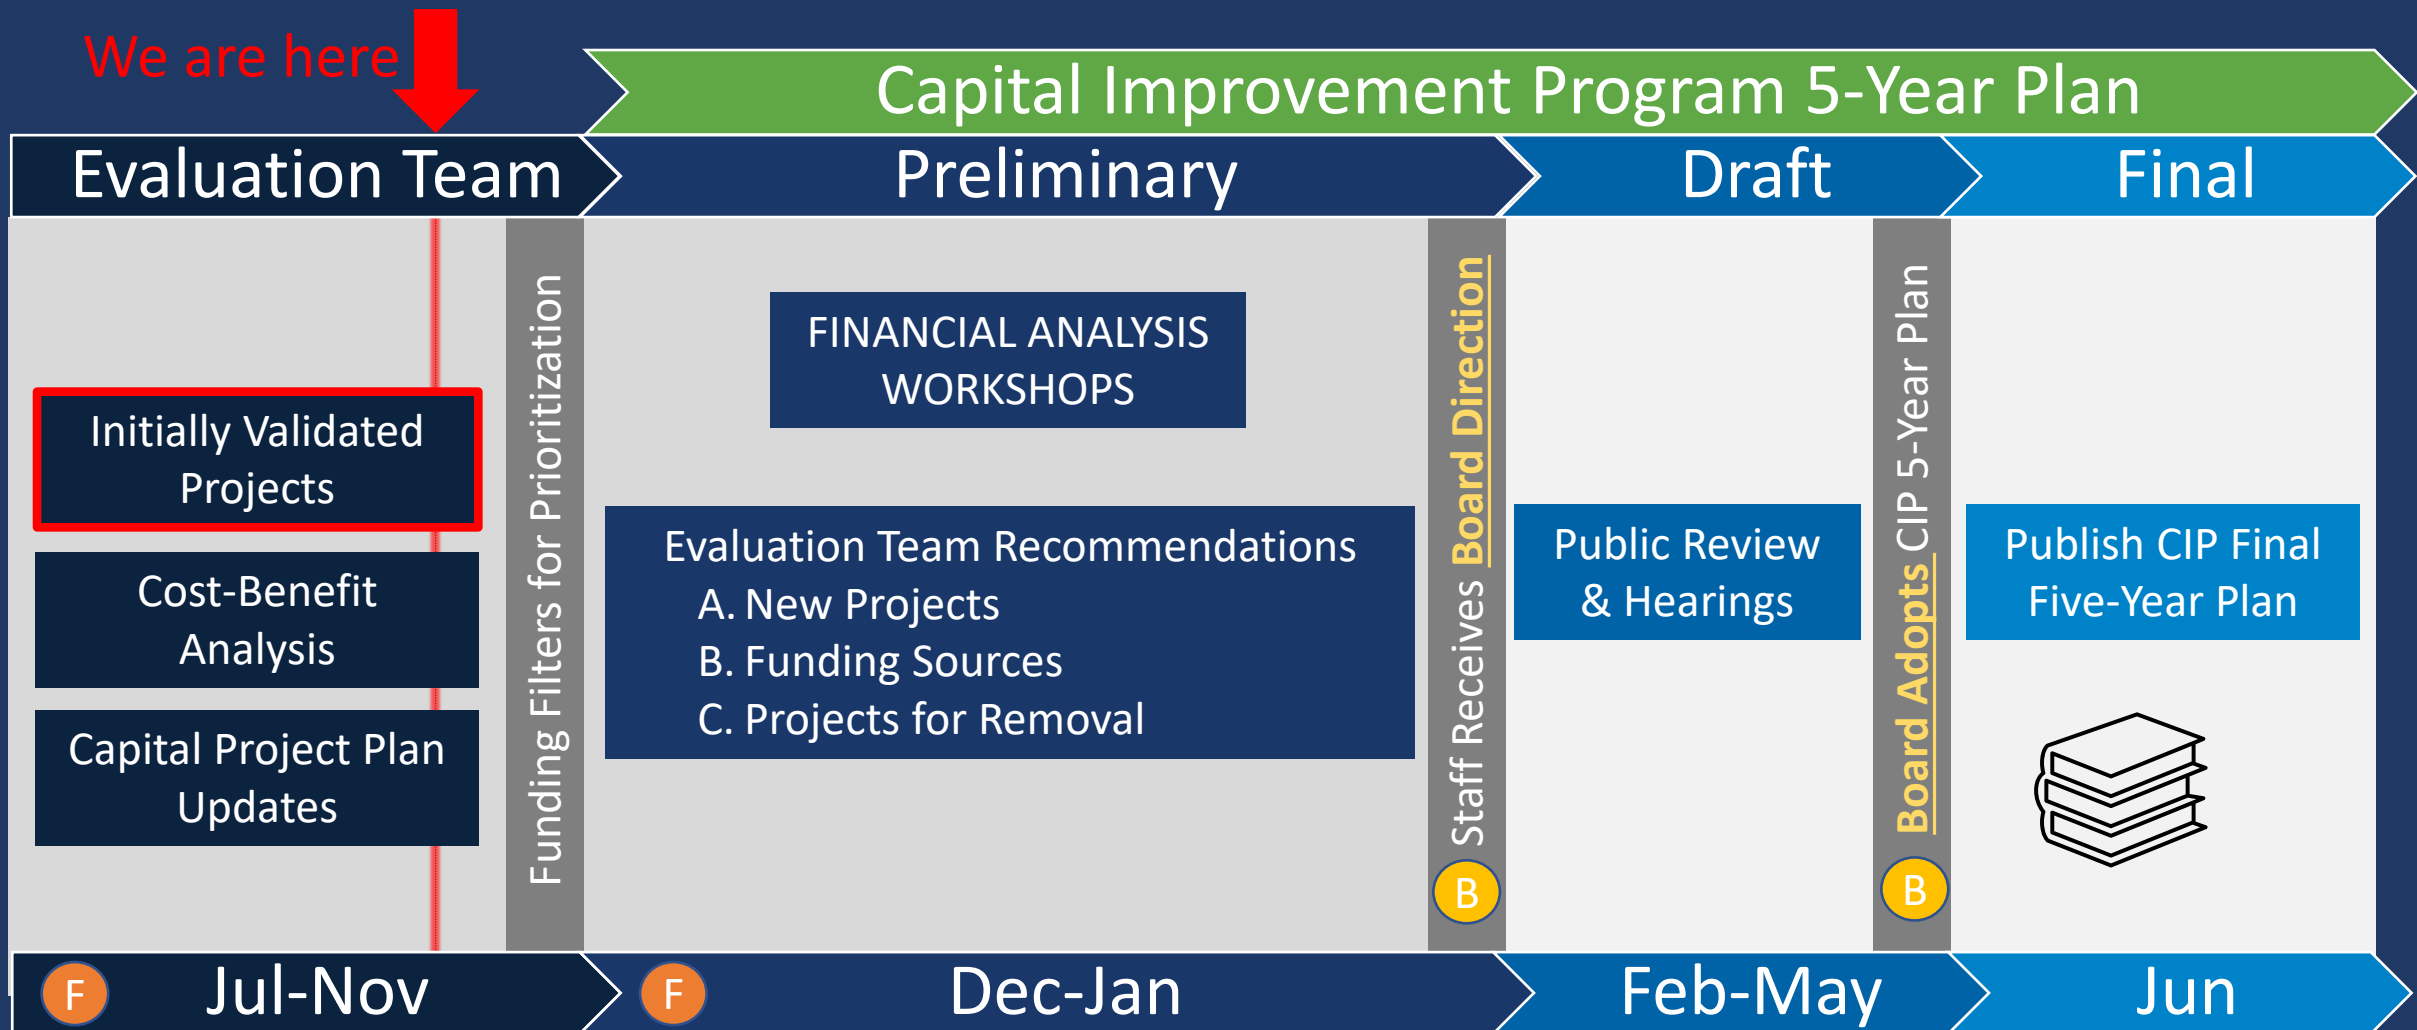 We are here
Capital Improvement Program 5-Year Plan
Evaluation Team
Preliminary
Draft
Final
Initially Validated
Projects
Cost-Benefit
Analysis
Capital Project Plan
Updates
Funding Filters for Prioritization
FINANCIAL ANALYSIS
WORKSHOPS
Evaluation Team Recommendations
A. New Projects
B. Funding Sources
C. Projects for Removal
Staff Receives Board Direction
B
Public Review
& Hearings
Board Adopts CIP 5-Year Plan
B
Publish CIP Final
Five-Year Plan
F
Jul-Nov
F
Dec-Jan
Feb-May
Jun